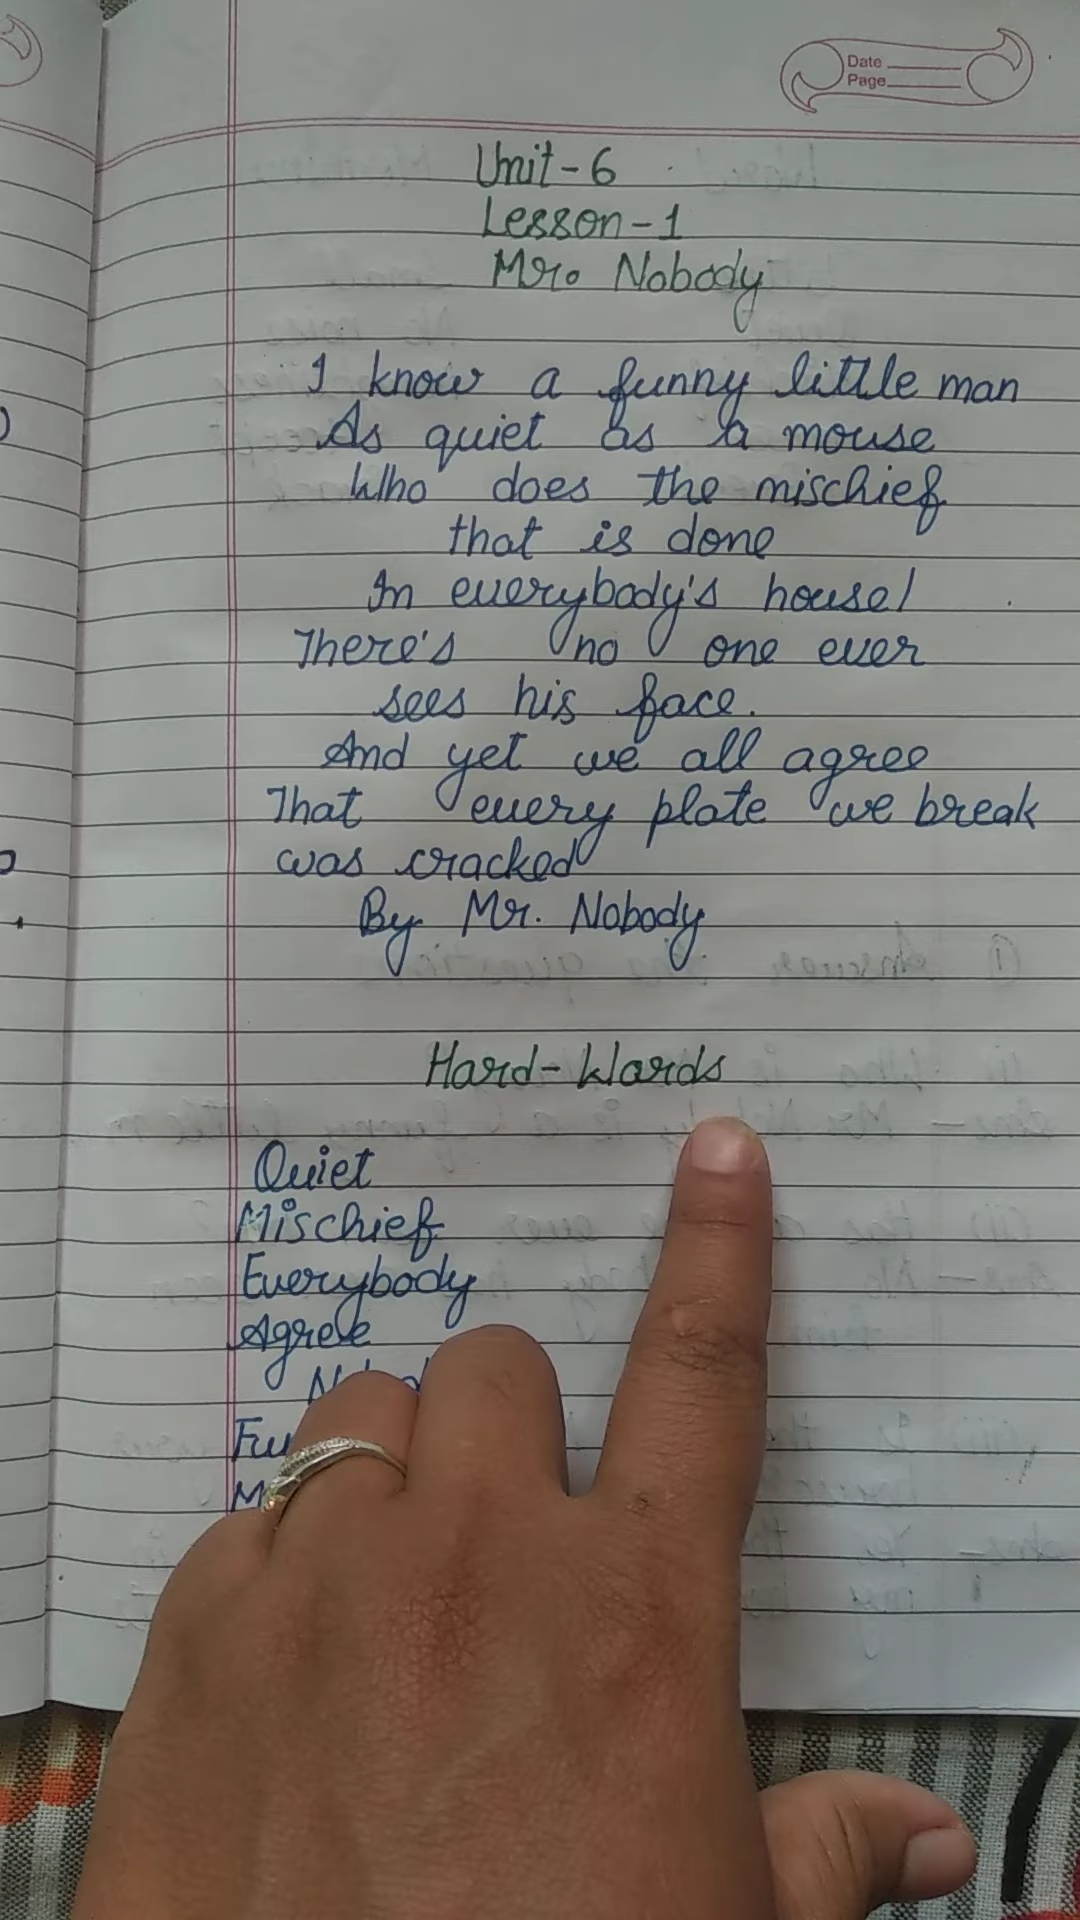 Date
Page
Unit-6
Lesson-1
Mr. Nobody
I know a funny little man
As quiet as a mouse
Who does the mischief
that is done
In everybody's house!
There's no one ever
sees his face.
And yet we all agree
That every plate we break
was cracked
By Mr. Nobody.
Hard-Words
Quiet
Mischief
Everybody
Agree